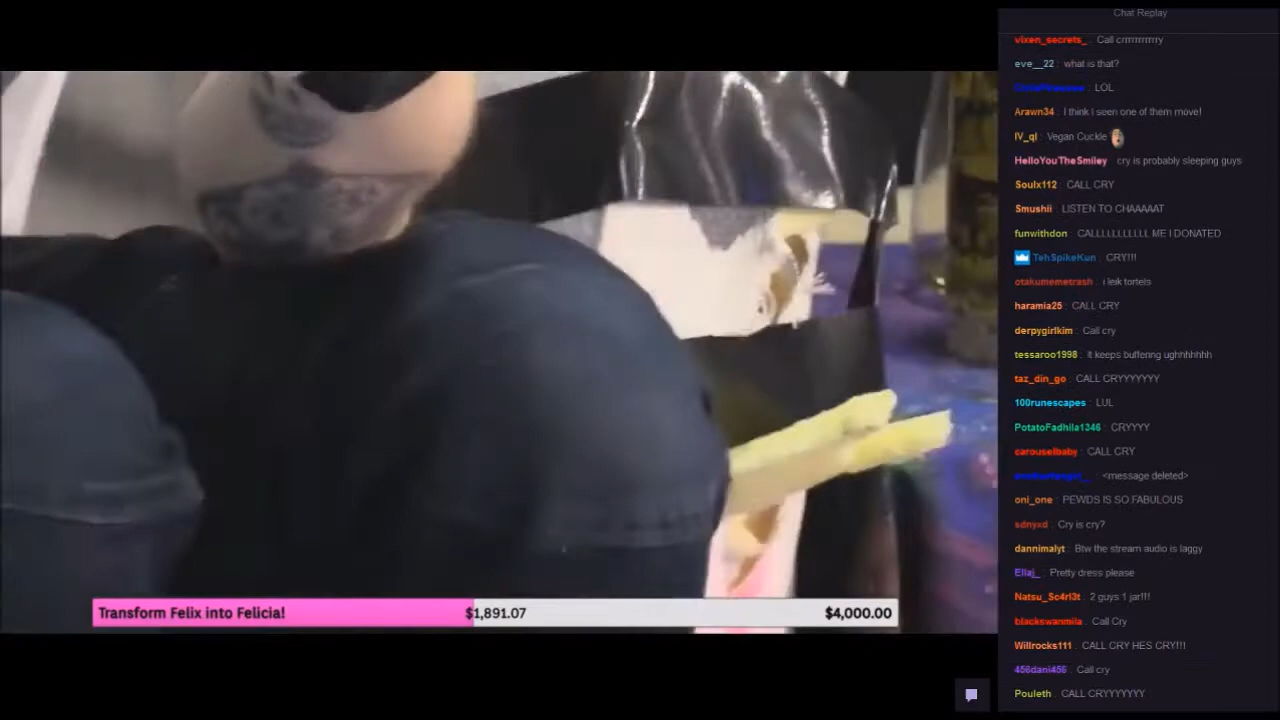 Chat Replay
vixen_secrets_ : Call crrrrrrrrrry
eve__22 : what is that?
: LOL
Arawn34 : I think I seen one of them move!
IV_ql : Vegan Cuckle
HelloYouTheSmiley : cry is probably sleeping guys
Soulx112 : CALL CRY
Smushii : LISTEN TO CHAAAAAT
funwithdon : CALLLLLLLLLL ME I DONATED
TehSpikeKun : CRY!!!
otakumemetrash : i leik tortels
haramia25 : CALL CRY
derpygirlkim : Call cry
tessaroo1998 : It keeps buffering ughhhhhhh
taz_din_go : CALL CRYYYYYYY
100runescapes : LUL
PotatoFadhila1346 : CRYYYY
carouselbaby : CALL CRY
: <message deleted>
oni_one : PEWDS IS SO FABULOUS
sdnyxd : Cry is cry?
dannimalyt : Btw the stream audio is laggy
Ellaj_ : Pretty dress please
Natsu_Sc4rl3t : 2 guys 1 jar!!!
blackswanmila : Call Cry
Willrocks111 : CALL CRY HES CRY!!!
456dani456 : Call cry
Pouleth : CALL CRYYYYYYY
Transform Felix into Felicia! $1,891.07 $4,000.00